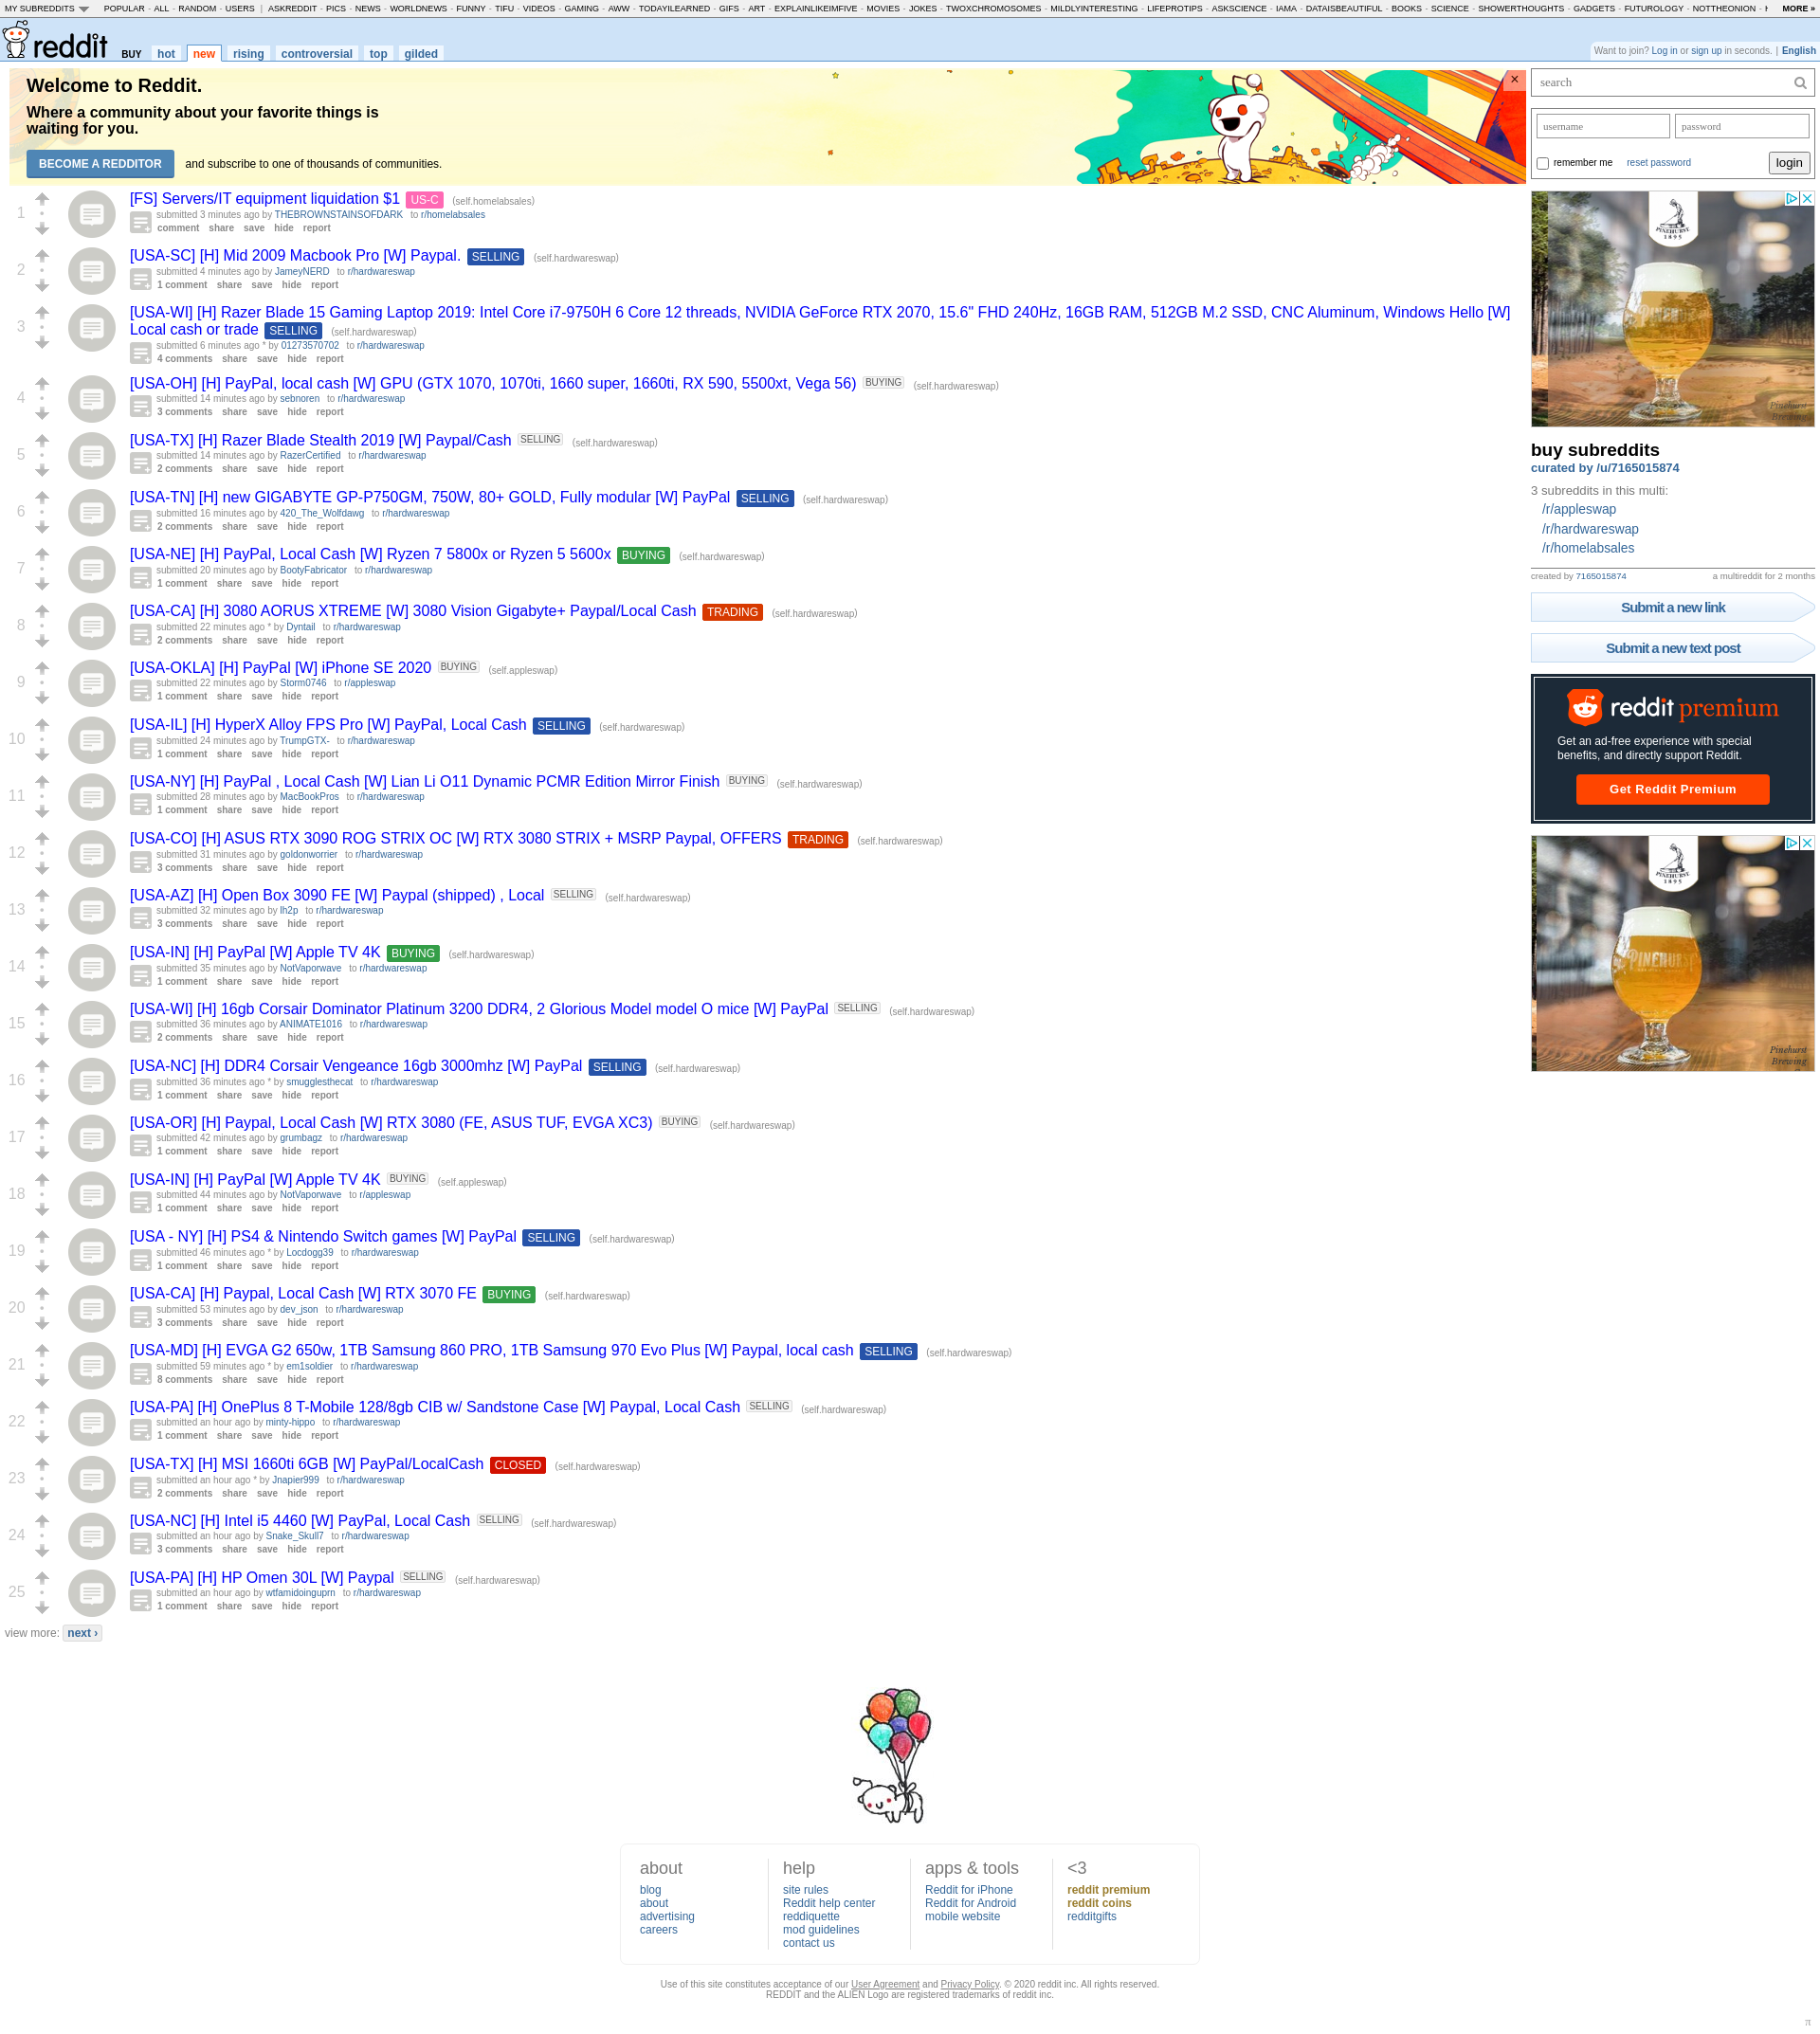 MY SUBREDDITS POPULAR - ALL - RANDOM - USERS | ASKREDDIT - PICS - NEWS - WORLDNEWS - FUNNY - TIFU - VIDEOS - GAMING - AWW - TODAYILEARNED - GIFS - ART - EXPLAINLIKEIMFIVE - MOVIES - JOKES - TWOXCHROMOSOMES - MILDLYINTERESTING - LIFEPROTIPS - ASKSCIENCE - IAMA - DATAISBEAUTIFUL - BOOKS - SCIENCE - SHOWERTHOUGHTS - GADGETS - FUTUROLOGY - NOTTHEONION - MORE »
reddit BUY hot new rising controversial top gilded
Want to join? Log in or sign up in seconds. | English
Welcome to Reddit.
Where a community about your favorite things is
waiting for you.
BECOME A REDDITOR and subscribe to one of thousands of communities.
×
1
[FS] Servers/IT equipment liquidation $1 US-C (self.homelabsales)
submitted 3 minutes ago by THEBROWNSTAINSOFDARK to r/homelabsales
comment share save hide report
2
[USA-SC] [H] Mid 2009 Macbook Pro [W] Paypal. SELLING (self.hardwareswap)
submitted 4 minutes ago by JameyNERD to r/hardwareswap
1 comment share save hide report
3
[USA-WI] [H] Razer Blade 15 Gaming Laptop 2019: Intel Core i7-9750H 6 Core 12 threads, NVIDIA GeForce RTX 2070, 15.6" FHD 240Hz, 16GB RAM, 512GB M.2 SSD, CNC Aluminum, Windows Hello [W]
Local cash or trade SELLING (self.hardwareswap)
submitted 6 minutes ago * by 01273570702 to r/hardwareswap
4 comments share save hide report
4
[USA-OH] [H] PayPal, local cash [W] GPU (GTX 1070, 1070ti, 1660 super, 1660ti, RX 590, 5500xt, Vega 56) BUYING (self.hardwareswap)
submitted 14 minutes ago by sebnoren to r/hardwareswap
3 comments share save hide report
5
[USA-TX] [H] Razer Blade Stealth 2019 [W] Paypal/Cash SELLING (self.hardwareswap)
submitted 14 minutes ago by RazerCertified to r/hardwareswap
2 comments share save hide report
6
[USA-TN] [H] new GIGABYTE GP-P750GM, 750W, 80+ GOLD, Fully modular [W] PayPal SELLING (self.hardwareswap)
submitted 16 minutes ago by 420_The_Wolfdawg to r/hardwareswap
2 comments share save hide report
7
[USA-NE] [H] PayPal, Local Cash [W] Ryzen 7 5800x or Ryzen 5 5600x BUYING (self.hardwareswap)
submitted 20 minutes ago by BootyFabricator to r/hardwareswap
1 comment share save hide report
8
[USA-CA] [H] 3080 AORUS XTREME [W] 3080 Vision Gigabyte+ Paypal/Local Cash TRADING (self.hardwareswap)
submitted 22 minutes ago * by Dyntail to r/hardwareswap
2 comments share save hide report
9
[USA-OKLA] [H] PayPal [W] iPhone SE 2020 BUYING (self.appleswap)
submitted 22 minutes ago by Storm0746 to r/appleswap
1 comment share save hide report
10
[USA-IL] [H] HyperX Alloy FPS Pro [W] PayPal, Local Cash SELLING (self.hardwareswap)
submitted 24 minutes ago by TrumpGTX- to r/hardwareswap
1 comment share save hide report
11
[USA-NY] [H] PayPal , Local Cash [W] Lian Li O11 Dynamic PCMR Edition Mirror Finish BUYING (self.hardwareswap)
submitted 28 minutes ago by MacBookPros to r/hardwareswap
1 comment share save hide report
12
[USA-CO] [H] ASUS RTX 3090 ROG STRIX OC [W] RTX 3080 STRIX + MSRP Paypal, OFFERS TRADING (self.hardwareswap)
submitted 31 minutes ago by goldonworrier to r/hardwareswap
3 comments share save hide report
13
[USA-AZ] [H] Open Box 3090 FE [W] Paypal (shipped) , Local SELLING (self.hardwareswap)
submitted 32 minutes ago by lh2p to r/hardwareswap
3 comments share save hide report
14
[USA-IN] [H] PayPal [W] Apple TV 4K BUYING (self.hardwareswap)
submitted 35 minutes ago by NotVaporwave to r/hardwareswap
1 comment share save hide report
15
[USA-WI] [H] 16gb Corsair Dominator Platinum 3200 DDR4, 2 Glorious Model model O mice [W] PayPal SELLING (self.hardwareswap)
submitted 36 minutes ago by ANIMATE1016 to r/hardwareswap
2 comments share save hide report
16
[USA-NC] [H] DDR4 Corsair Vengeance 16gb 3000mhz [W] PayPal SELLING (self.hardwareswap)
submitted 36 minutes ago * by smugglesthecat to r/hardwareswap
1 comment share save hide report
17
[USA-OR] [H] Paypal, Local Cash [W] RTX 3080 (FE, ASUS TUF, EVGA XC3) BUYING (self.hardwareswap)
submitted 42 minutes ago by grumbagz to r/hardwareswap
1 comment share save hide report
18
[USA-IN] [H] PayPal [W] Apple TV 4K BUYING (self.appleswap)
submitted 44 minutes ago by NotVaporwave to r/appleswap
1 comment share save hide report
19
[USA - NY] [H] PS4 & Nintendo Switch games [W] PayPal SELLING (self.hardwareswap)
submitted 46 minutes ago * by Locdogg39 to r/hardwareswap
1 comment share save hide report
20
[USA-CA] [H] Paypal, Local Cash [W] RTX 3070 FE BUYING (self.hardwareswap)
submitted 53 minutes ago by dev_json to r/hardwareswap
3 comments share save hide report
21
[USA-MD] [H] EVGA G2 650w, 1TB Samsung 860 PRO, 1TB Samsung 970 Evo Plus [W] Paypal, local cash SELLING (self.hardwareswap)
submitted 59 minutes ago * by em1soldier to r/hardwareswap
8 comments share save hide report
22
[USA-PA] [H] OnePlus 8 T-Mobile 128/8gb CIB w/ Sandstone Case [W] Paypal, Local Cash SELLING (self.hardwareswap)
submitted an hour ago by minty-hippo to r/hardwareswap
1 comment share save hide report
23
[USA-TX] [H] MSI 1660ti 6GB [W] PayPal/LocalCash CLOSED (self.hardwareswap)
submitted an hour ago * by Jnapier999 to r/hardwareswap
2 comments share save hide report
24
[USA-NC] [H] Intel i5 4460 [W] PayPal, Local Cash SELLING (self.hardwareswap)
submitted an hour ago by Snake_Skull7 to r/hardwareswap
3 comments share save hide report
25
[USA-PA] [H] HP Omen 30L [W] Paypal SELLING (self.hardwareswap)
submitted an hour ago by wtfamidoinguprn to r/hardwareswap
1 comment share save hide report
view more: next ›
search
username password
remember me reset password login
PINEHURST
1895
PINEHURST
Pinehurst
Brewing
buy subreddits
curated by /u/7165015874
3 subreddits in this multi:
/r/appleswap
/r/hardwareswap
/r/homelabsales
created by 7165015874 a multireddit for 2 months
Submit a new link
Submit a new text post
reddit premium
Get an ad-free experience with special
benefits, and directly support Reddit.
Get Reddit Premium
PINEHURST
1895
PINEHURST
Pinehurst
Brewing
about
blog
about
advertising
careers
help
site rules
Reddit help center
reddiquette
mod guidelines
contact us
apps & tools
Reddit for iPhone
Reddit for Android
mobile website
<3
reddit premium
reddit coins
redditgifts
Use of this site constitutes acceptance of our User Agreement and Privacy Policy. © 2020 reddit inc. All rights reserved.
REDDIT and the ALIEN Logo are registered trademarks of reddit inc.
π